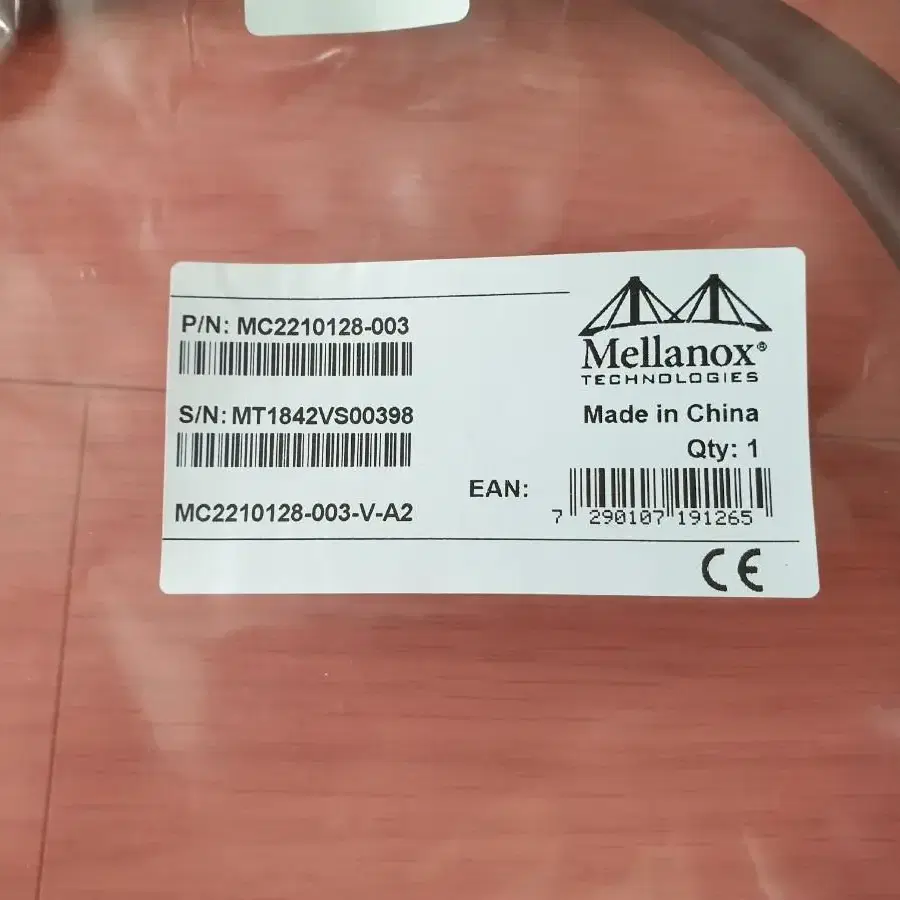 P/N: MC2210128-003
S/N: MT1842VS00398
MC2210128-003-V-A2
Mellanox®
TECHNOLOGIES
Made in China
Qty: 1
EAN:
7 290107 191265
CE